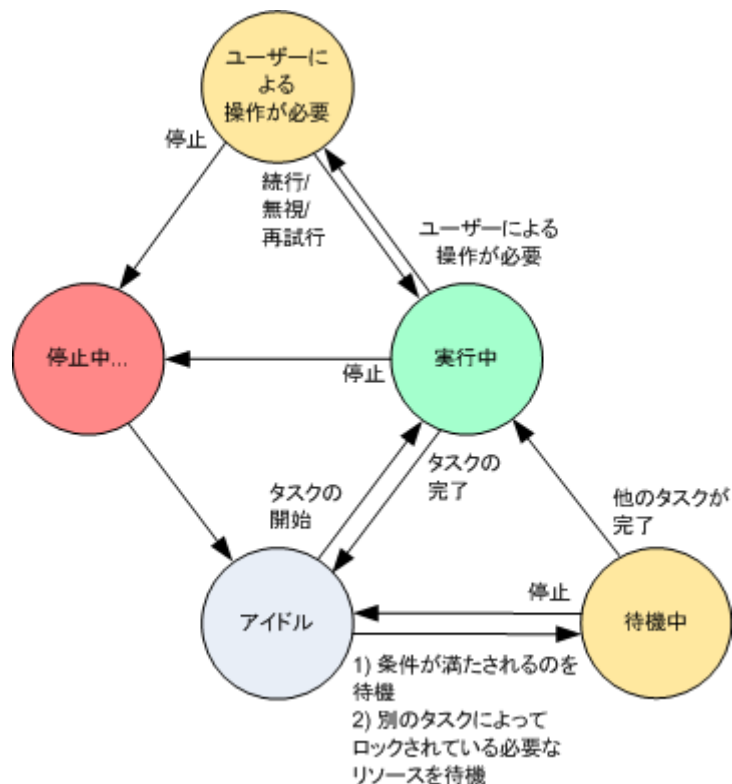 ユーザーに
よる
操作が必要
停止
続行/
無視/
再試行
ユーザーによる
操作が必要
停止中...
実行中
停止
タスクの
開始
タスクの
完了
他のタスクが
完了
アイドル
停止
待機中
1) 条件が満たされるのを
待機
2) 別のタスクによって
ロックされている必要な
リソースを待機